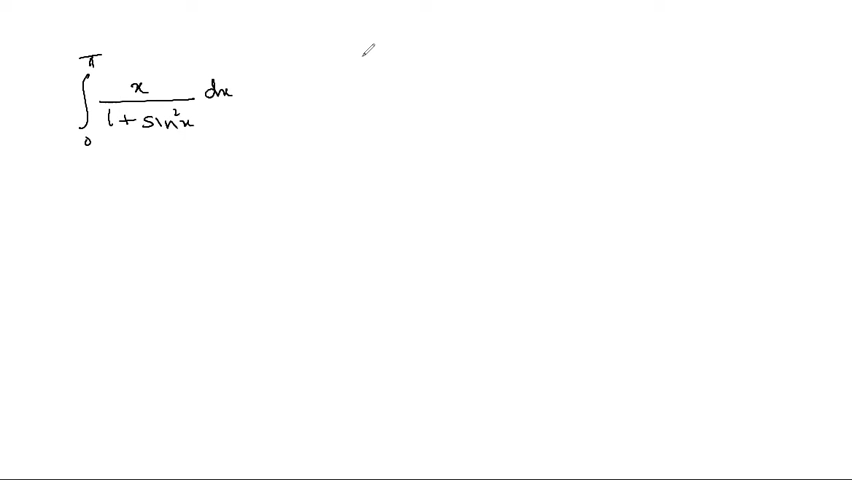 ∫₀^π x / (1 + sin²x) dx